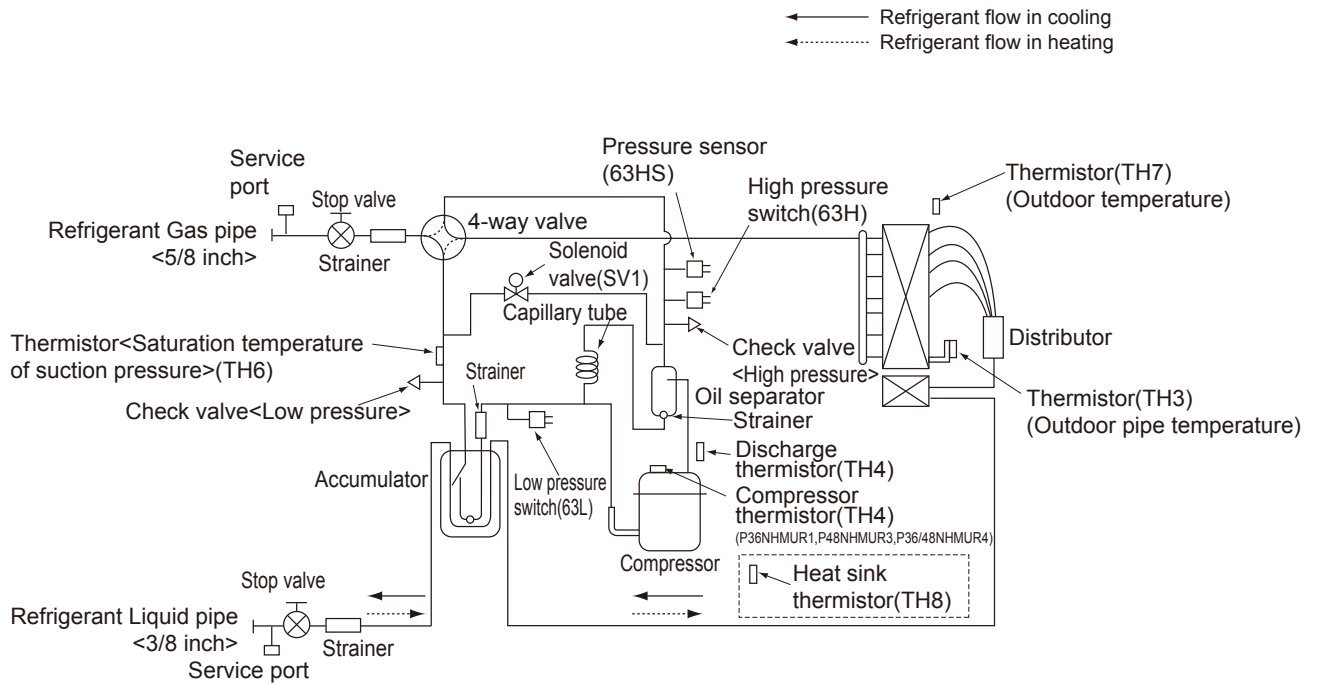 Refrigerant flow in cooling
Refrigerant flow in heating
Service
port
Stop valve
Refrigerant Gas pipe
<5/8 inch>
Strainer
4-way valve
Pressure sensor
(63HS)
High pressure
switch(63H)
Thermistor(TH7)
(Outdoor temperature)
Solenoid
valve(SV1)
Capillary tube
Thermistor<Saturation temperature
of suction pressure>(TH6)
Check valve<Low pressure>
Strainer
Check valve
<High pressure>
Oil separator
Strainer
Distributor
Thermistor(TH3)
(Outdoor pipe temperature)
Discharge
thermistor(TH4)
Compressor
thermistor(TH4)
(P36NHMUR1,P48NHMUR3,P36/48NHMUR4)
Accumulator
Low pressure
switch(63L)
Compressor
Heat sink
thermistor(TH8)
Stop valve
Refrigerant Liquid pipe
<3/8 inch>
Strainer
Service port